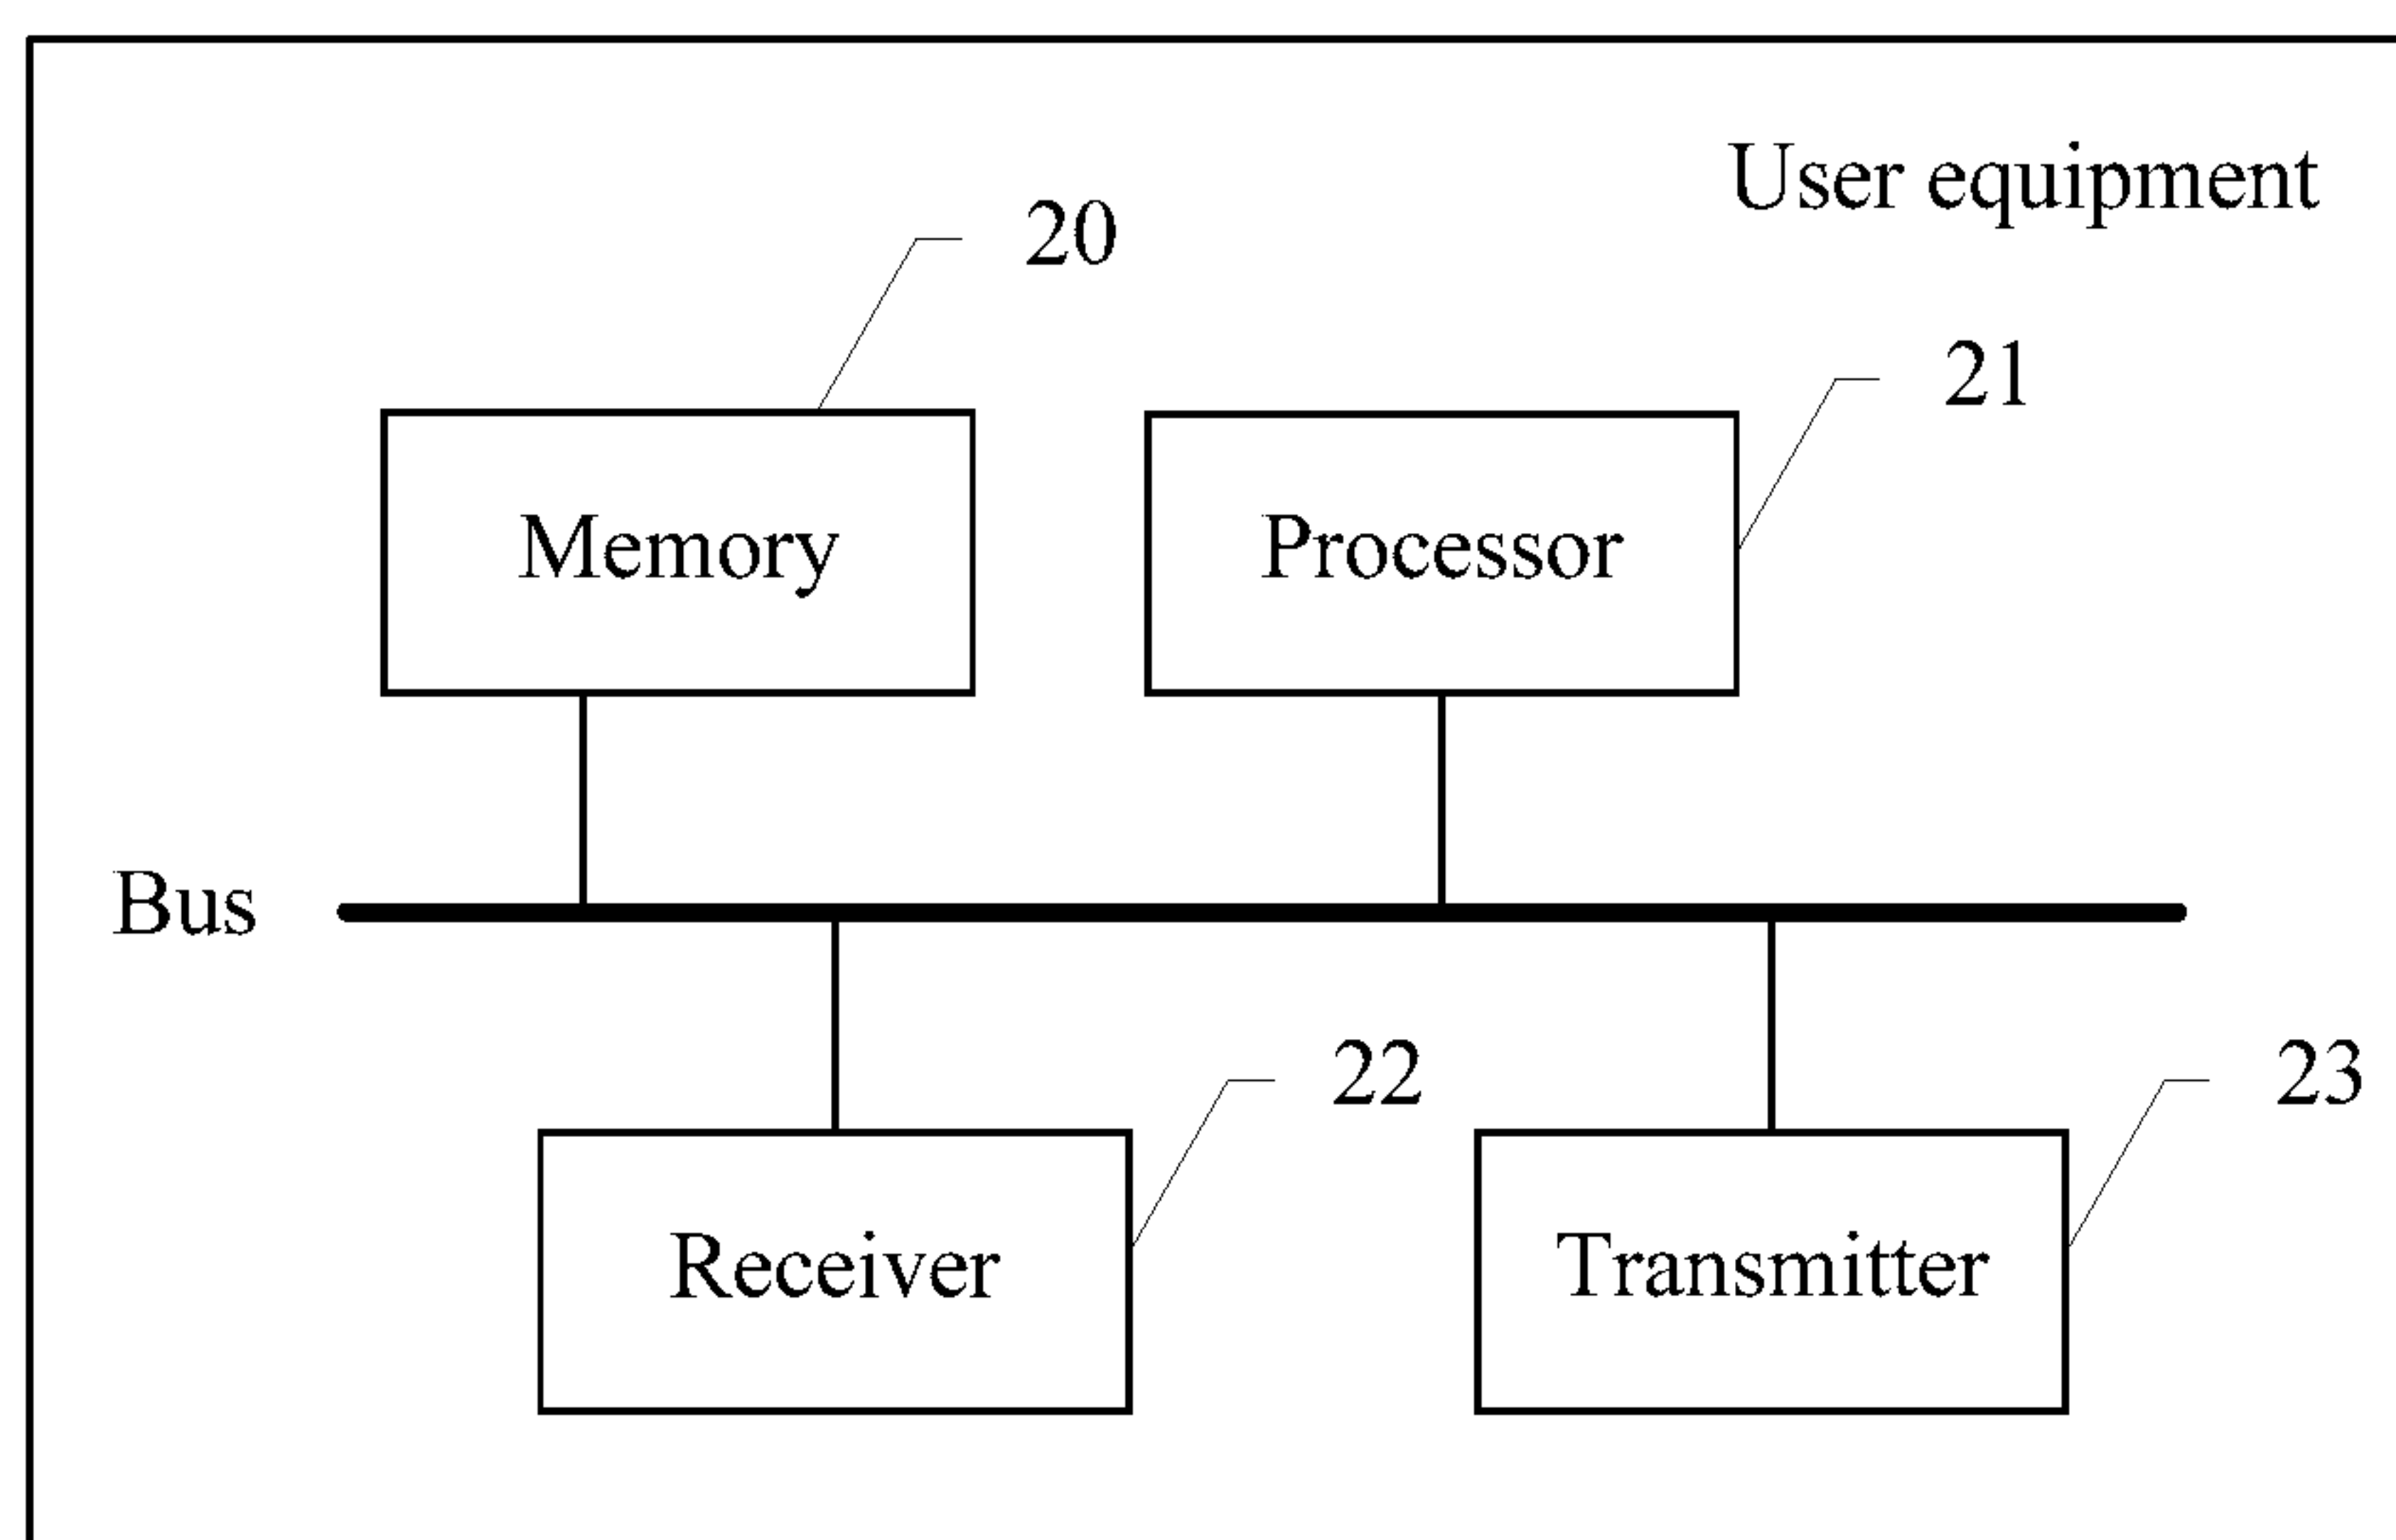 User equipment
20
21
Memory
Processor
Bus
22
23
Receiver
Transmitter